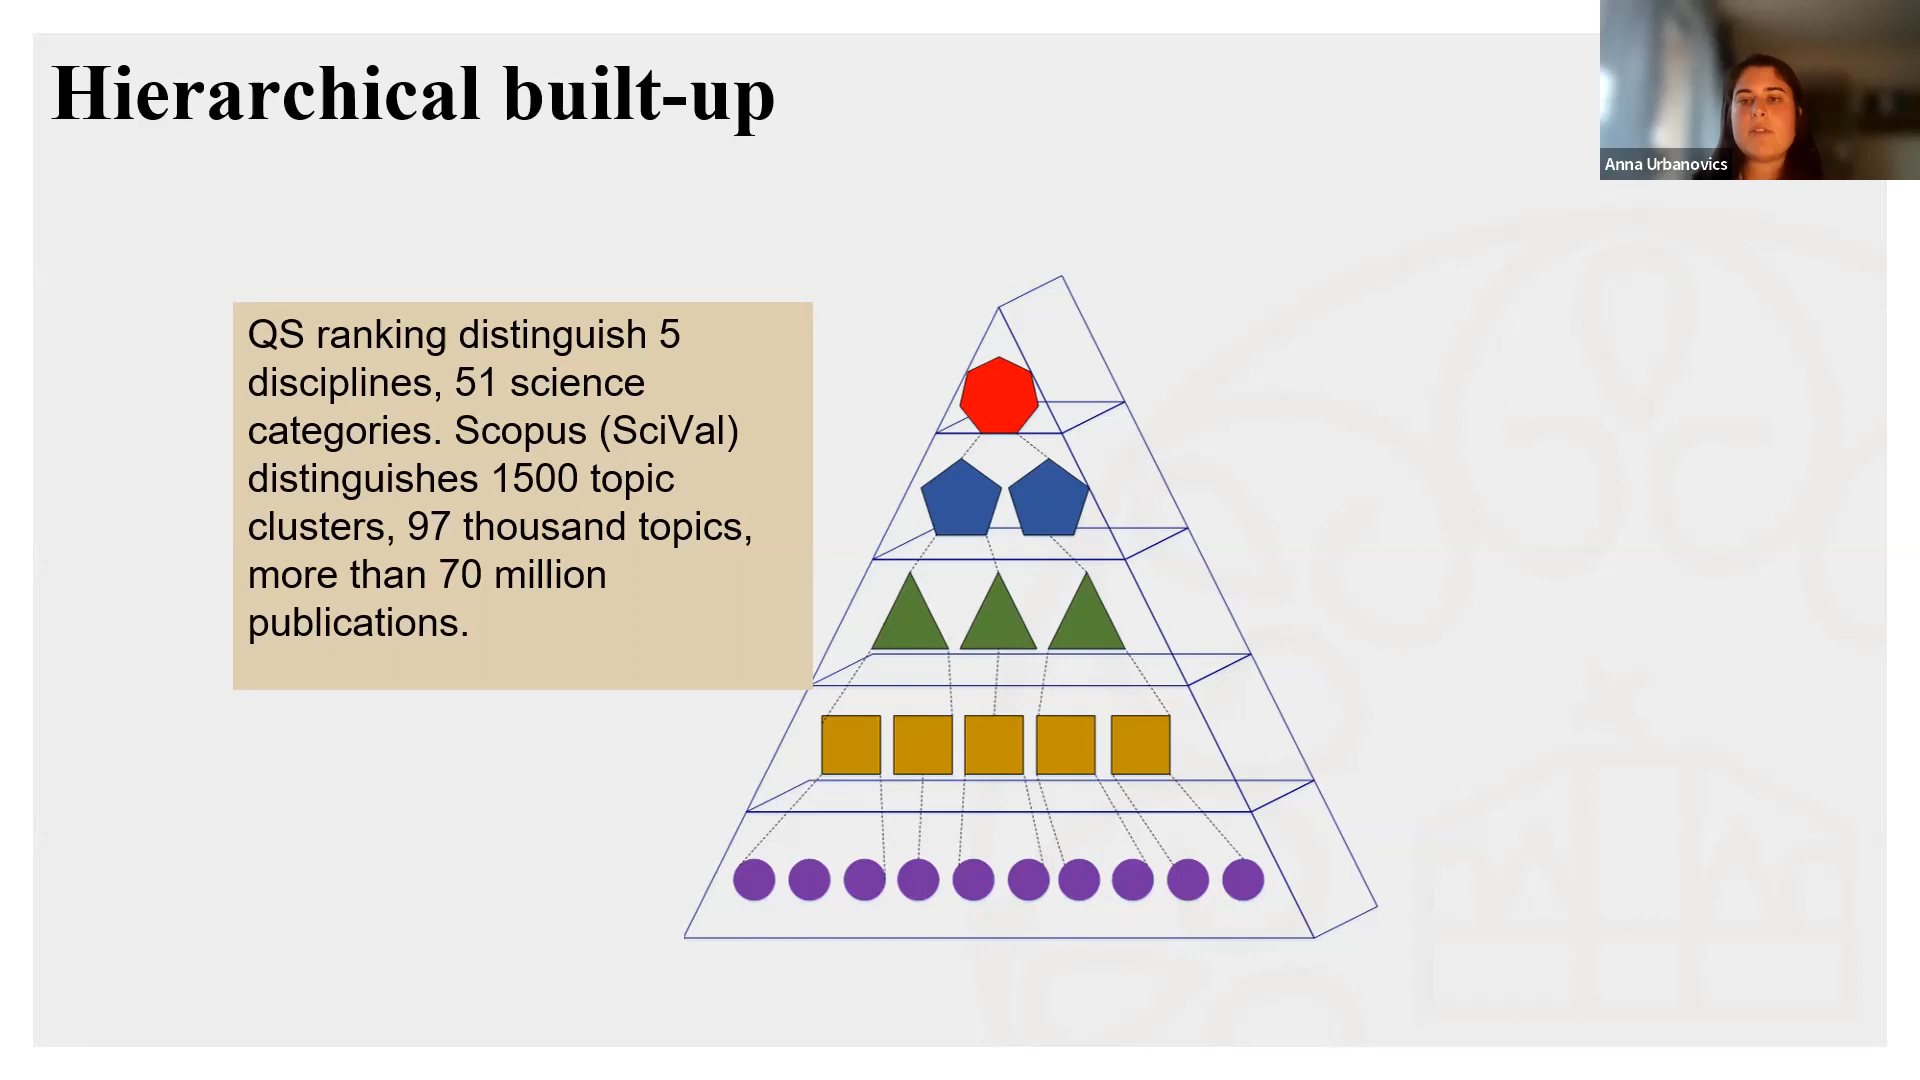 Hierarchical built-up
Anna Urbanovics
QS ranking distinguish 5
disciplines, 51 science
categories. Scopus (SciVal)
distinguishes 1500 topic
clusters, 97 thousand topics,
more than 70 million
publications.